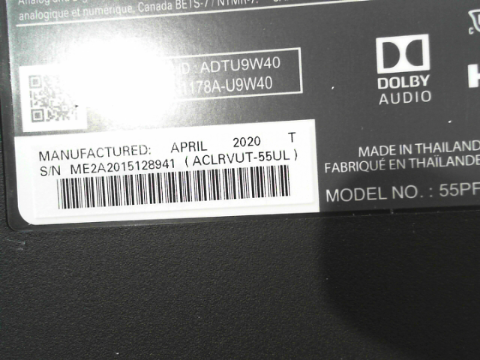 analogique et numérique, Canada BETS-7 / NTMR-7.
: ADTU9W40
1178A-U9W40
DOLBY
AUDIO
MANUFACTURED: APRIL 2020 T
S/N ME2A2015128941 (ACLRVUT-55UL)
MADE IN THAILAND
FABRIQUÉ EN THAÏLANDE
MODEL NO. : 55PF